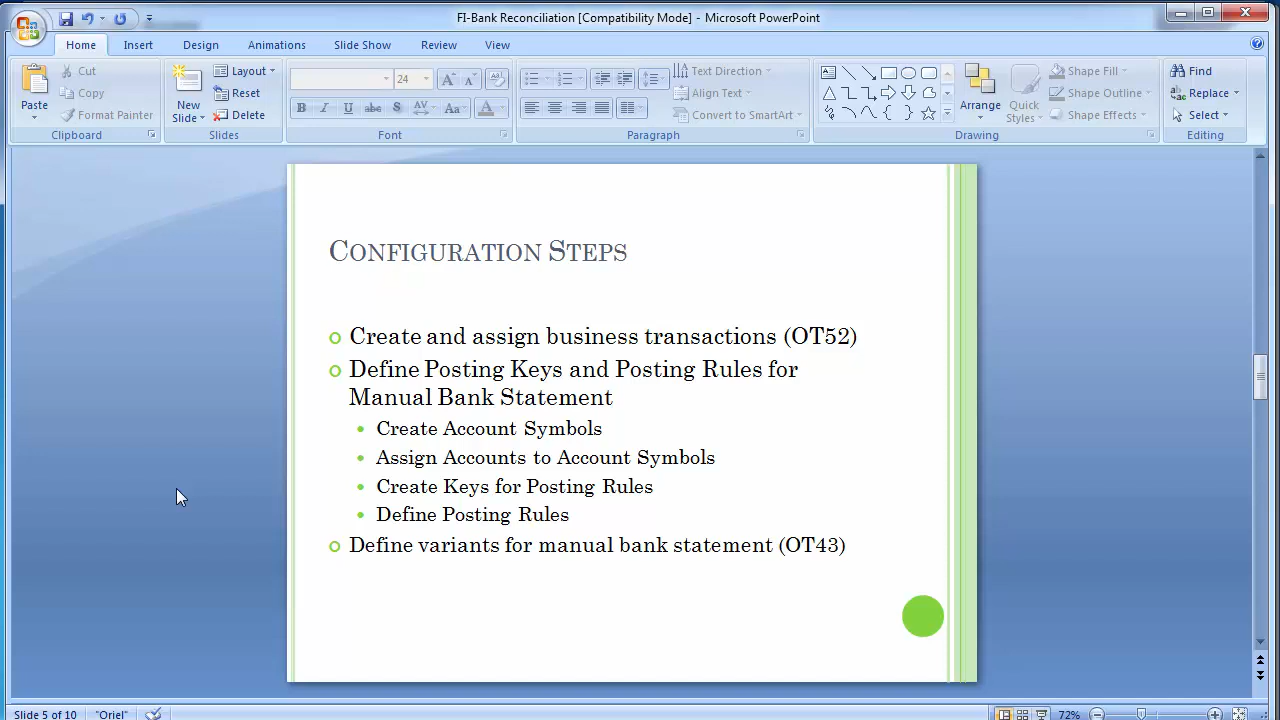 FI-Bank Reconciliation [Compatibility Mode] - Microsoft PowerPoint
Home Insert Design Animations Slide Show Review View
Paste
Cut
Copy
Format Painter
Clipboard
New Slide
Layout
Reset
Delete
Slides
24
B I U abc S AV Aa A
Font
Text Direction
Align Text
Convert to SmartArt
Paragraph
Arrange
Quick Styles
Shape Fill
Shape Outline
Shape Effects
Drawing
Find
Replace
Select
Editing
CONFIGURATION STEPS
Create and assign business transactions (OT52)
Define Posting Keys and Posting Rules for
Manual Bank Statement
Create Account Symbols
Assign Accounts to Account Symbols
Create Keys for Posting Rules
Define Posting Rules
Define variants for manual bank statement (OT43)
Slide 5 of 10 "Oriel" 72%